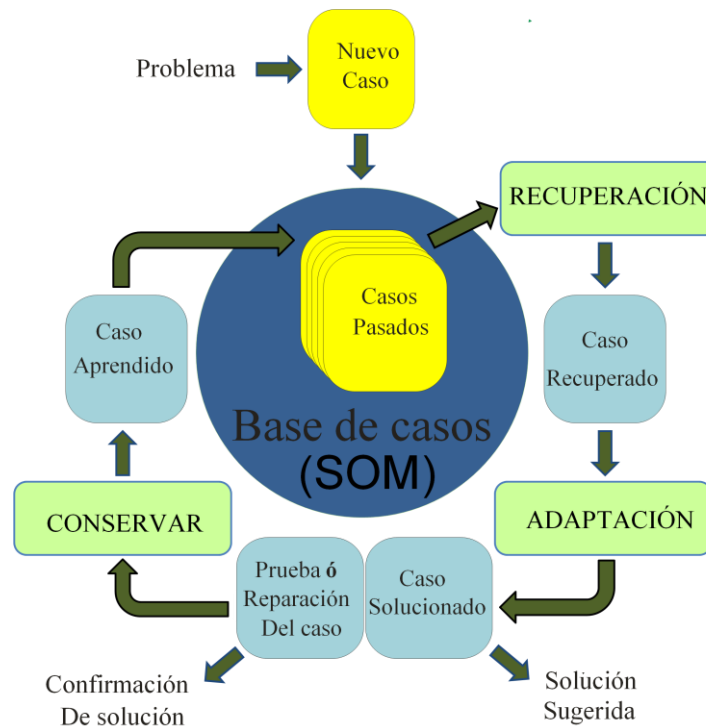 Problema
Nuevo
Caso
RECUPERACIÓN
Casos
Pasados
Caso
Aprendido
Caso
Recuperado
Base de casos
(SOM)
CONSERVAR
ADAPTACIÓN
Prueba ó
Reparación
Del caso
Caso
Solucionado
Confirmación
De solución
Solución
Sugerida